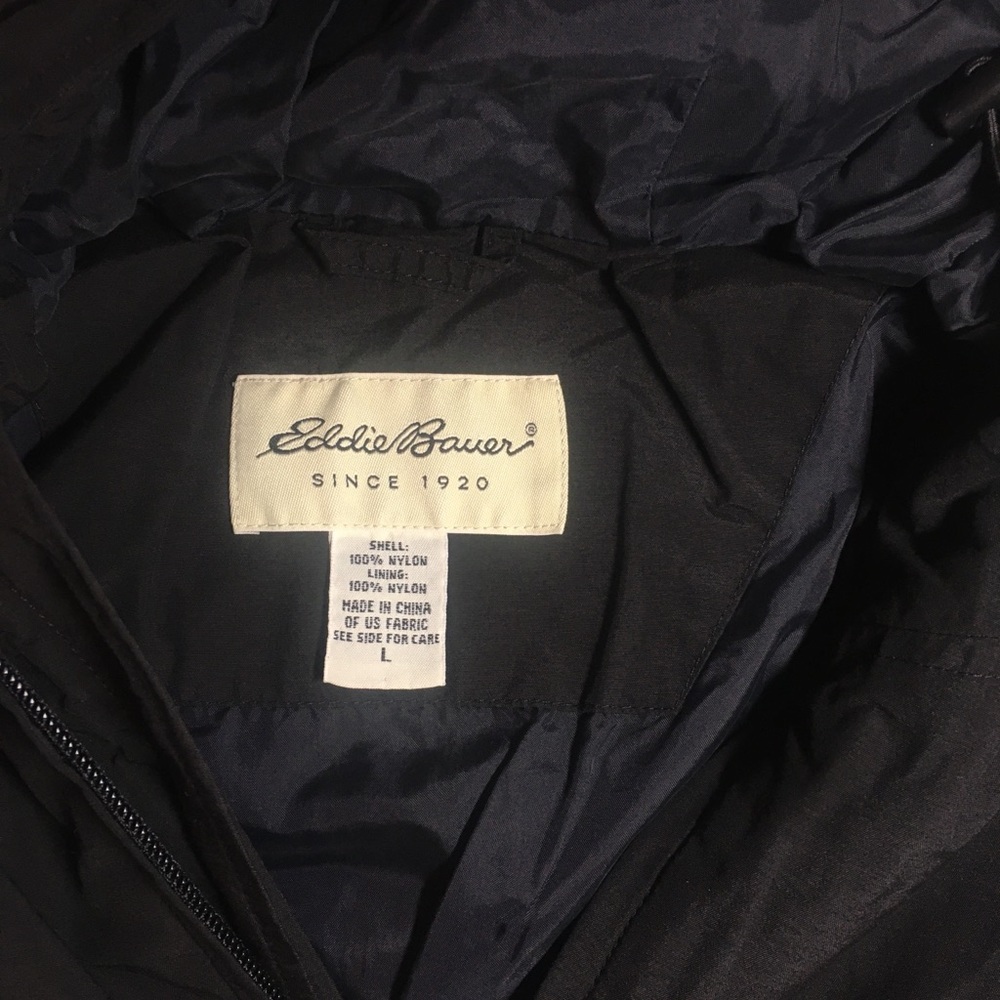 Eddie Bauer®
SINCE 1920
SHELL:
100% NYLON
LINING:
100% NYLON
MADE IN CHINA
OF US FABRIC
SEE SIDE FOR CARE
L